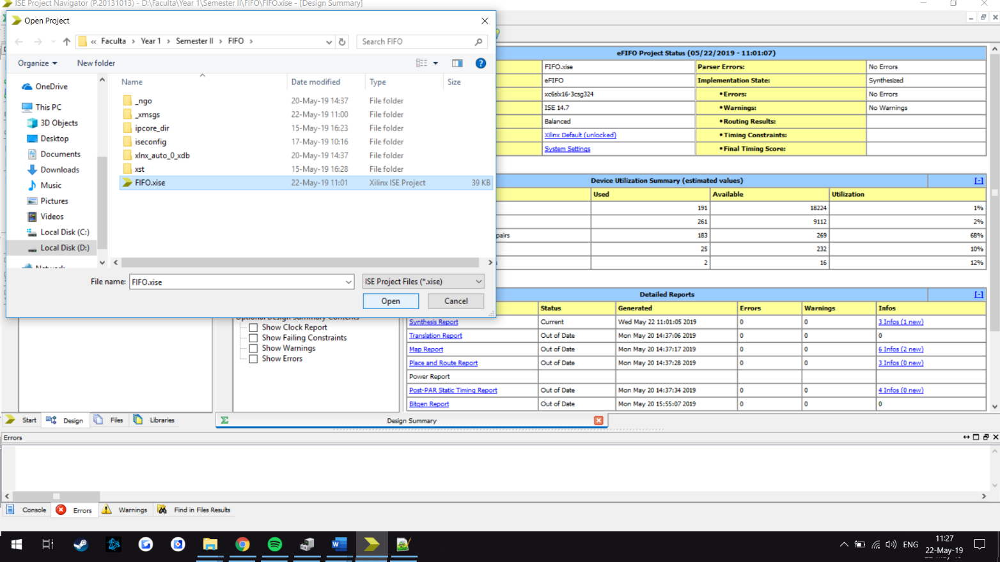 ISE Project Navigator (P.20131013) - D:\Faculta\Year 1\Semester II\FIFO\FIFO.xise - [Design Summary]
Open Project
« Faculta > Year 1 > Semester II > FIFO >
Search FIFO
Organize
New folder
Name Date modified Type Size
OneDrive
This PC
3D Objects
Desktop
Documents
Downloads
Music
Pictures
Videos
Local Disk (C:)
Local Disk (D:)
Network
_ngo 20-May-19 14:37 File folder
_xmsgs 22-May-19 11:00 File folder
ipcore_dir 15-May-19 16:23 File folder
iseconfig 17-May-19 10:16 File folder
xlnx_auto_0_xdb 20-May-19 14:37 File folder
xst 15-May-19 16:28 File folder
FIFO.xise 22-May-19 11:01 Xilinx ISE Project 39 KB
File name: FIFO.xise ISE Project Files (*.xise)
Open Cancel
eFIFO Project Status (05/22/2019 - 11:01:07)
FIFO.xise Parser Errors: No Errors
eFIFO Implementation State: Synthesized
xc6slx16-3csg324 •Errors: No Errors
ISE 14.7 •Warnings: No Warnings
Balanced •Routing Results:
Xilinx Default (unlocked) •Timing Constraints:
System Settings •Final Timing Score:
Device Utilization Summary (estimated values) [-]
Used Available Utilization
191 18224 1%
261 9112 2%
pairs 183 269 68%
25 232 10%
2 16 12%
Detailed Reports [-]
Status Generated Errors Warnings Infos
Synthesis Report Current Wed May 22 11:01:05 2019 0 0 3 Infos (1 new)
Translation Report Out of Date Mon May 20 14:37:06 2019 0 0 0
Map Report Out of Date Mon May 20 14:37:17 2019 0 0 6 Infos (2 new)
Place and Route Report Out of Date Mon May 20 14:37:28 2019 0 0 3 Infos (0 new)
Power Report
Post-PAR Static Timing Report Out of Date Mon May 20 14:37:34 2019 0 0 4 Infos (0 new)
Bitgen Report Out of Date Mon May 20 15:55:07 2019 0 0 0
Optional Design Summary Contents
Show Clock Report
Show Failing Constraints
Show Warnings
Show Errors
Start Design Files Libraries
Design Summary
Errors
Console Errors Warnings Find in Files Results
ENG
11:27
22-May-19